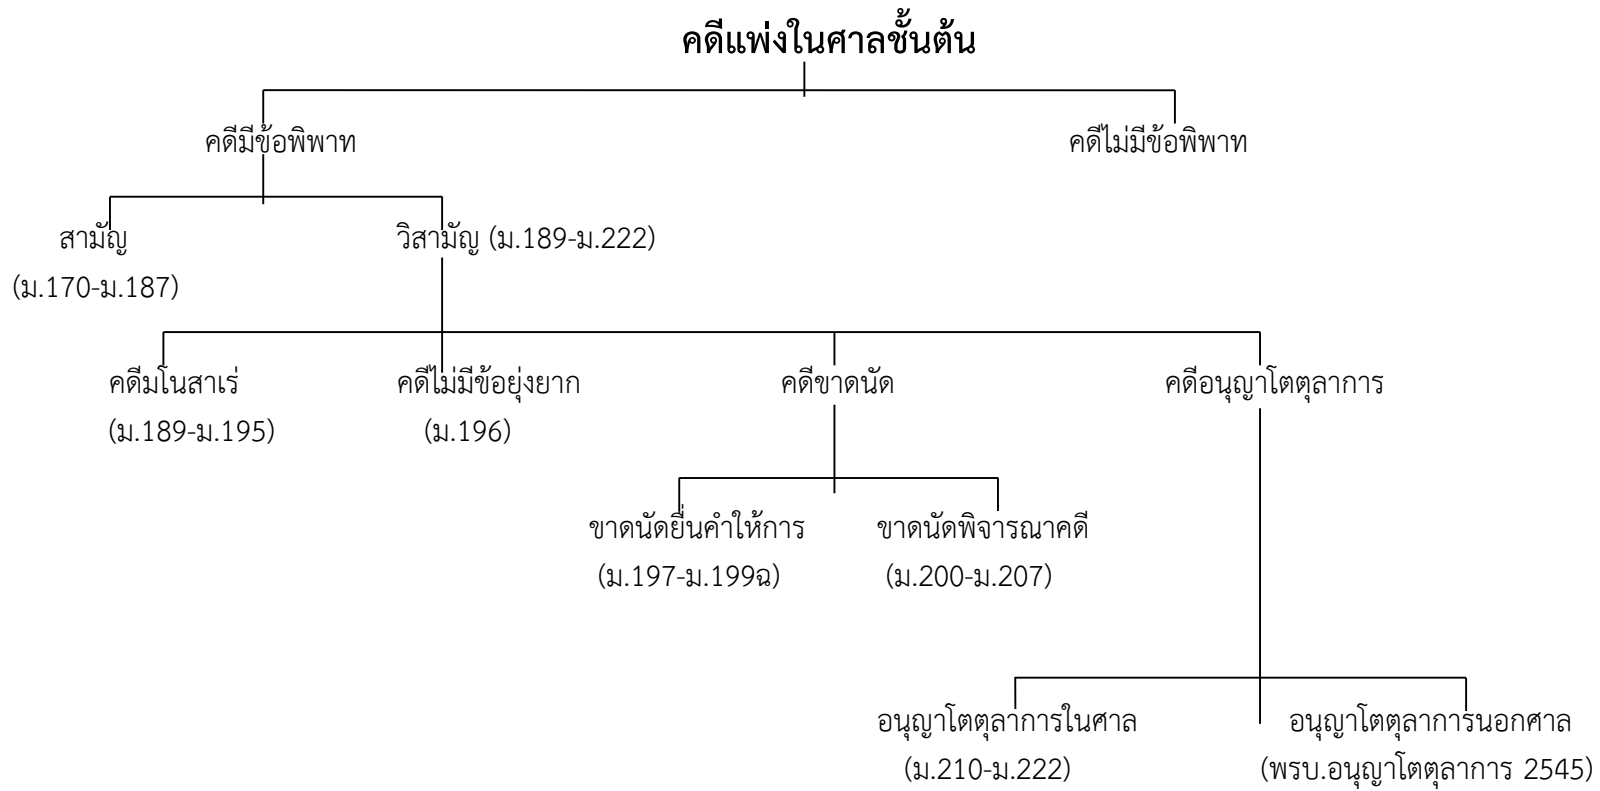 คดีแพ่งในศาลชั้นต้น
คดีมีข้อพิพาท
คดีไม่มีข้อพิพาท
สามัญ
(ม.170-ม.187)
วิสามัญ (ม.189-ม.222)
คดีมโนสาเร่
(ม.189-ม.195)
คดีไม่มีข้อยุ่งยาก
(ม.196)
คดีขาดนัด
คดีอนุญาโตตุลาการ
ขาดนัดยื่นคำให้การ
(ม.197-ม.199ฉ)
ขาดนัดพิจารณาคดี
(ม.200-ม.207)
อนุญาโตตุลาการในศาล
(ม.210-ม.222)
อนุญาโตตุลาการนอกศาล
(พรบ.อนุญาโตตุลาการ 2545)